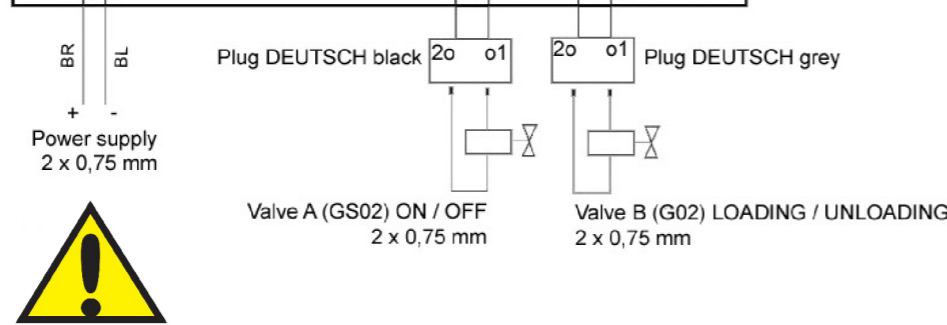 BR
BL
Plug DEUTSCH black
2o o1
2o o1
Plug DEUTSCH grey
+ -
Power supply
2 x 0,75 mm
Valve A (GS02) ON / OFF
2 x 0,75 mm
Valve B (G02) LOADING / UNLOADING
2 x 0,75 mm
!